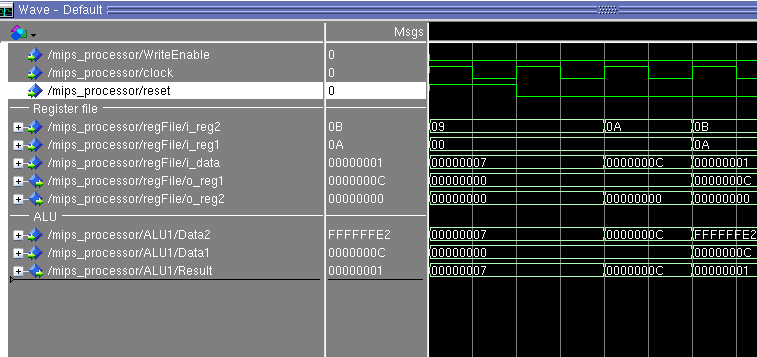 Wave - Default
Msgs
/mips_processor/WriteEnable 0
/mips_processor/clock 0
/mips_processor/reset 0
Register file
/mips_processor/regFile/i_reg2 0B 09 0A 0B
/mips_processor/regFile/i_reg1 0A 00 0A
/mips_processor/regFile/i_data 00000001 00000007 0000000C 00000001
/mips_processor/regFile/o_reg1 0000000C 00000000 0000000C
/mips_processor/regFile/o_reg2 00000000 00000000 00000000 00000000
ALU
/mips_processor/ALU1/Data2 FFFFFFE2 00000007 0000000C FFFFFFE2
/mips_processor/ALU1/Data1 0000000C 00000000 0000000C
/mips_processor/ALU1/Result 00000001 00000007 0000000C 00000001